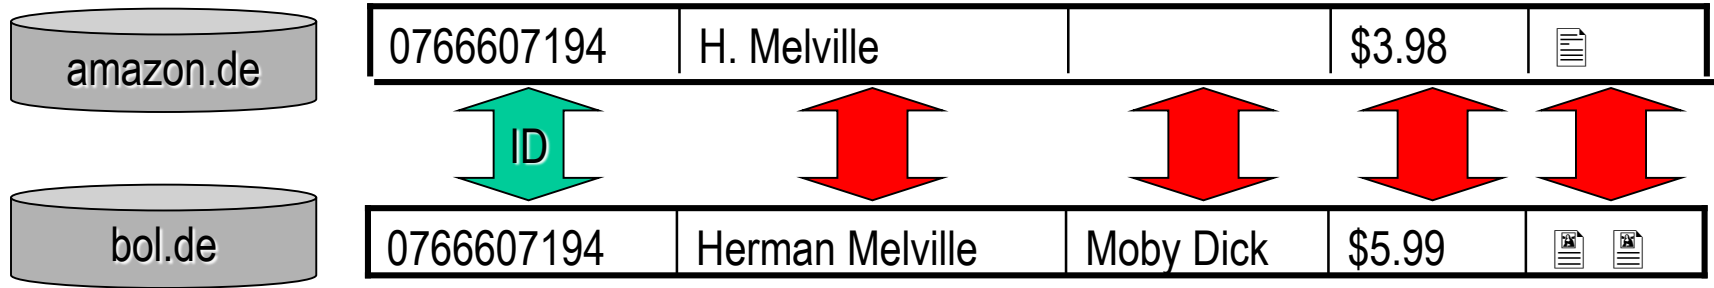 amazon.de 0766607194 H. Melville $3.98
ID
bol.de 0766607194 Herman Melville Moby Dick $5.99